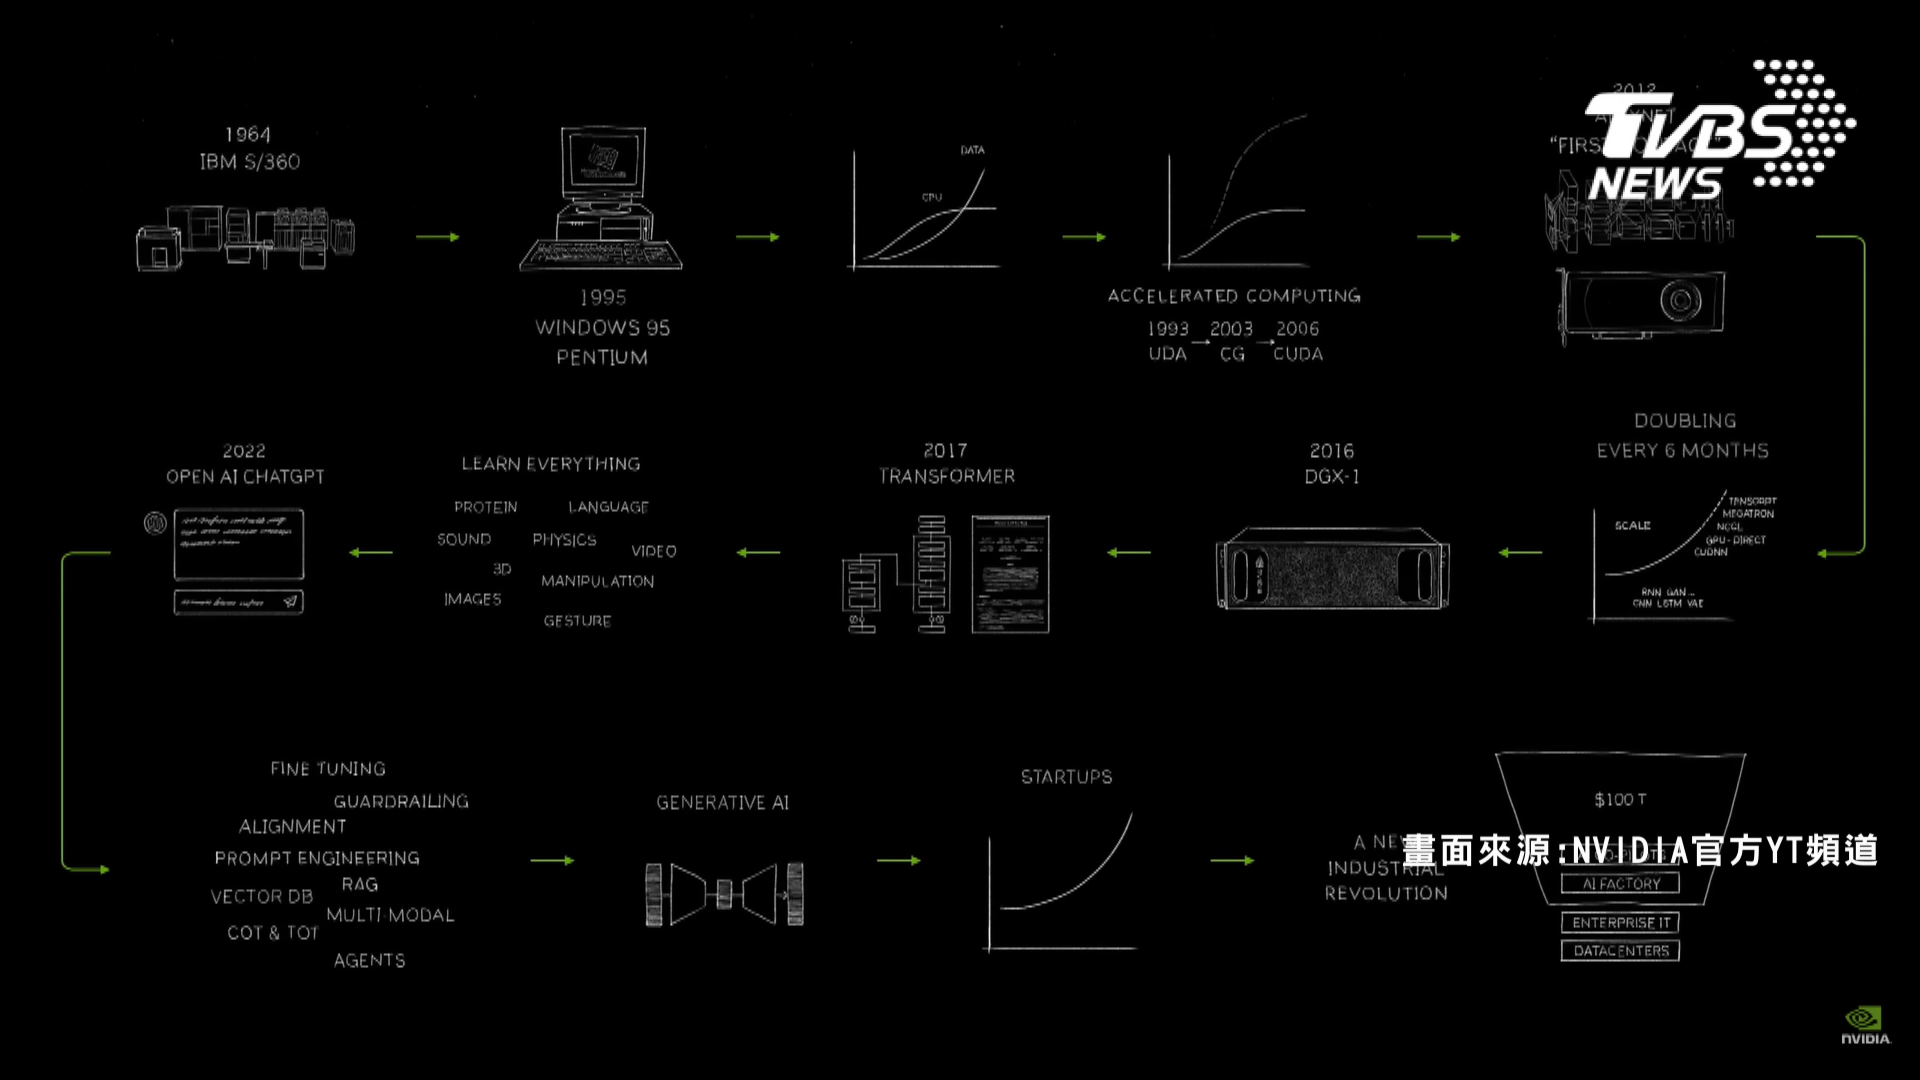 1964
IBM S/360
1995
WINDOWS 95
PENTIUM
DATA
CPU
ACCELERATED COMPUTING
1993 → 2003 → 2006
UDA CG CUDA
2012
TVBS
NEWS
DOUBLING
EVERY 6 MONTHS
SCALE
MEGATRON
NCCL
GPU-DIRECT
CUDNN
RNN GAN...
CNN LSTM VAE
2016
DGX-1
2017
TRANSFORMER
LEARN EVERYTHING
PROTEIN
LANGUAGE
SOUND
PHYSICS
VIDEO
3D
MANIPULATION
IMAGES
GESTURE
2022
OPEN AI CHATGPT
FINE TUNING
GUARDRAILING
ALIGNMENT
PROMPT ENGINEERING
RAG
VECTOR DB
MULTI-MODAL
COT & TOT
AGENTS
GENERATIVE AI
STARTUPS
A NEW
INDUSTRIAL
REVOLUTION
$100 T
畫面來源:NVIDIA官方YT頻道
AI FACTORY
ENTERPRISE IT
DATACENTERS
NVIDIA